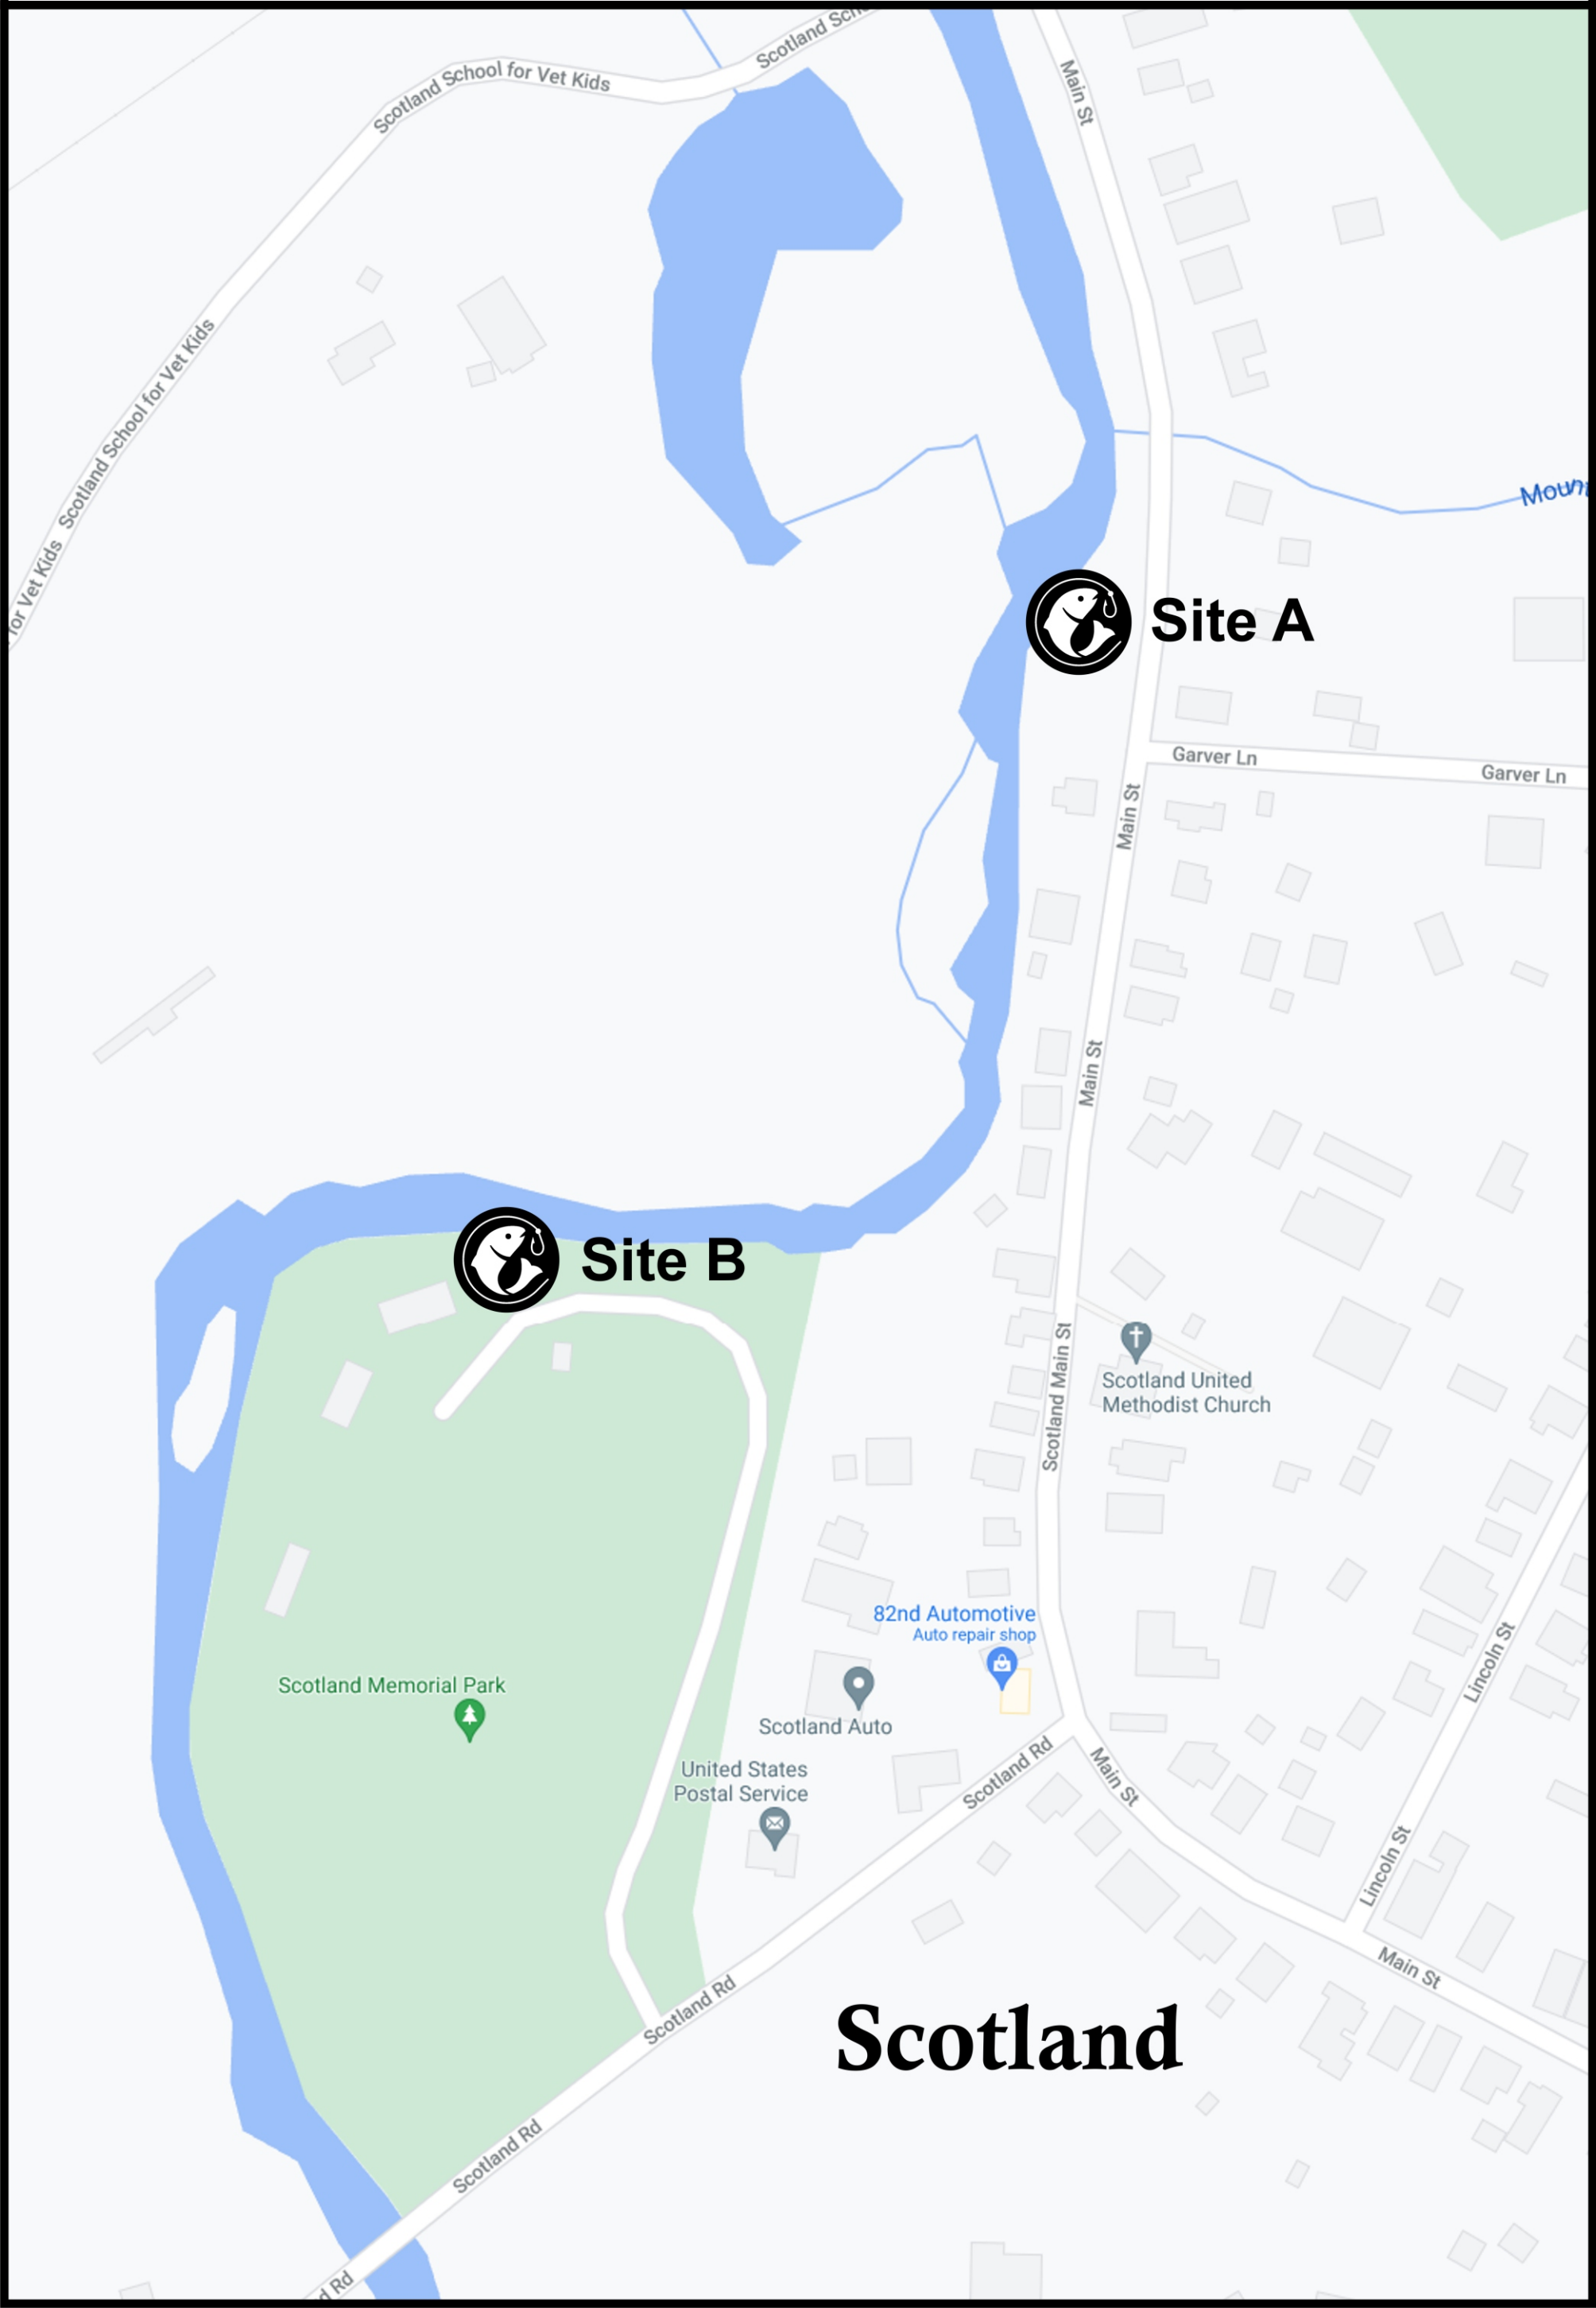 Scotland School for Vet Kids
Scotland Scho
Main St
Scotland School for Vet Kids
for Vet Kids
Moun
Site A
Garver Ln
Garver Ln
Main St
Main St
Site B
Scotland Main St
Scotland United
Methodist Church
82nd Automotive
Auto repair shop
Lincoln St
Scotland Memorial Park
Scotland Auto
United States
Postal Service
Scotland Rd
Main St
Lincoln St
Main St
Scotland Rd
Scotland
Scotland Rd
d Rd